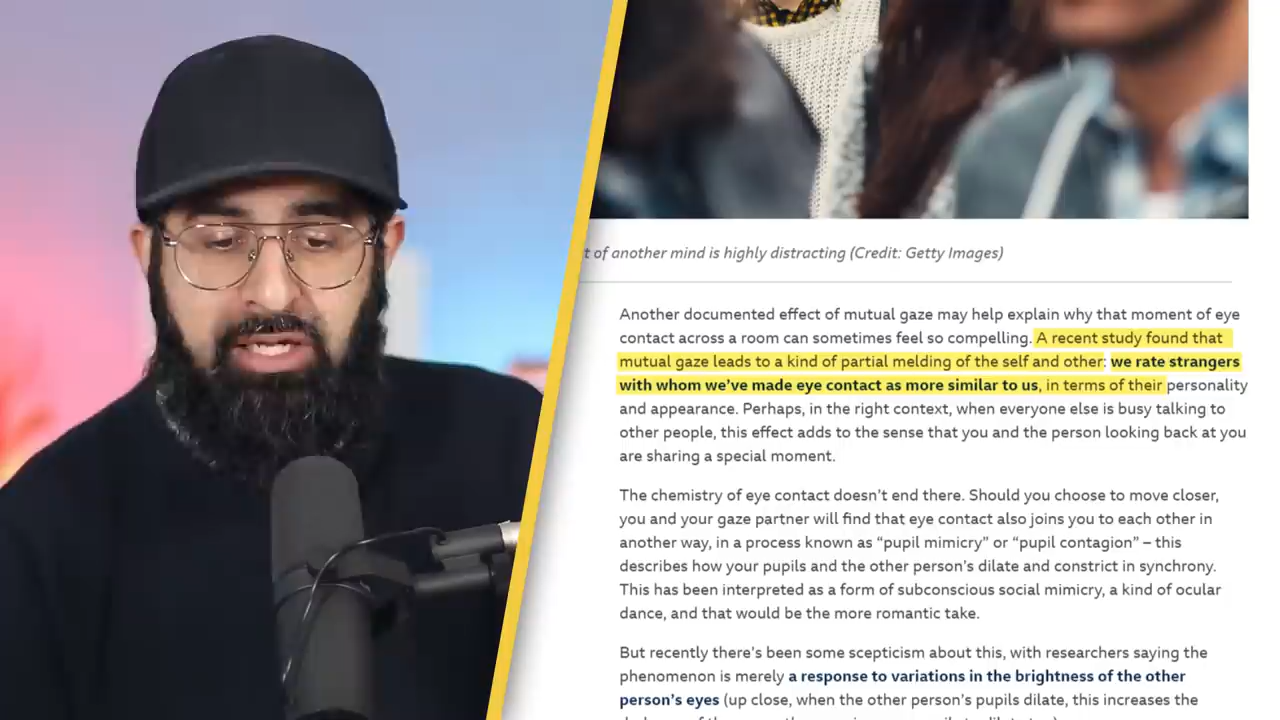 of another mind is highly distracting (Credit: Getty Images)
Another documented effect of mutual gaze may help explain why that moment of eye
contact across a room can sometimes feel so compelling. A recent study found that
mutual gaze leads to a kind of partial melding of the self and other: we rate strangers
with whom we’ve made eye contact as more similar to us, in terms of their personality
and appearance. Perhaps, in the right context, when everyone else is busy talking to
other people, this effect adds to the sense that you and the person looking back at you
are sharing a special moment.
The chemistry of eye contact doesn’t end there. Should you choose to move closer,
you and your gaze partner will find that eye contact also joins you to each other in
another way, in a process known as “pupil mimicry” or “pupil contagion” – this
describes how your pupils and the other person’s dilate and constrict in synchrony.
This has been interpreted as a form of subconscious social mimicry, a kind of ocular
dance, and that would be the more romantic take.
But recently there’s been some scepticism about this, with researchers saying the
phenomenon is merely a response to variations in the brightness of the other
person’s eyes (up close, when the other person’s pupils dilate, this increases the